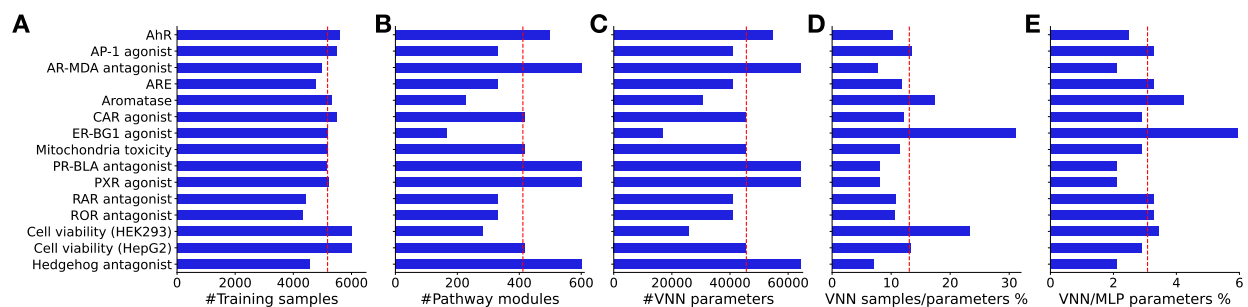 A
B
C
D
E
AhR
AP-1 agonist
AR-MDA antagonist
ARE
Aromatase
CAR agonist
ER-BG1 agonist
Mitochondria toxicity
PR-BLA antagonist
PXR agonist
RAR antagonist
ROR antagonist
Cell viability (HEK293)
Cell viability (HepG2)
Hedgehog antagonist
0 2000 4000 6000
#Training samples
0 200 400 600
#Pathway modules
0 20000 40000 60000
#VNN parameters
0 10 20 30
VNN samples/parameters %
0 2 4 6
VNN/MLP parameters %